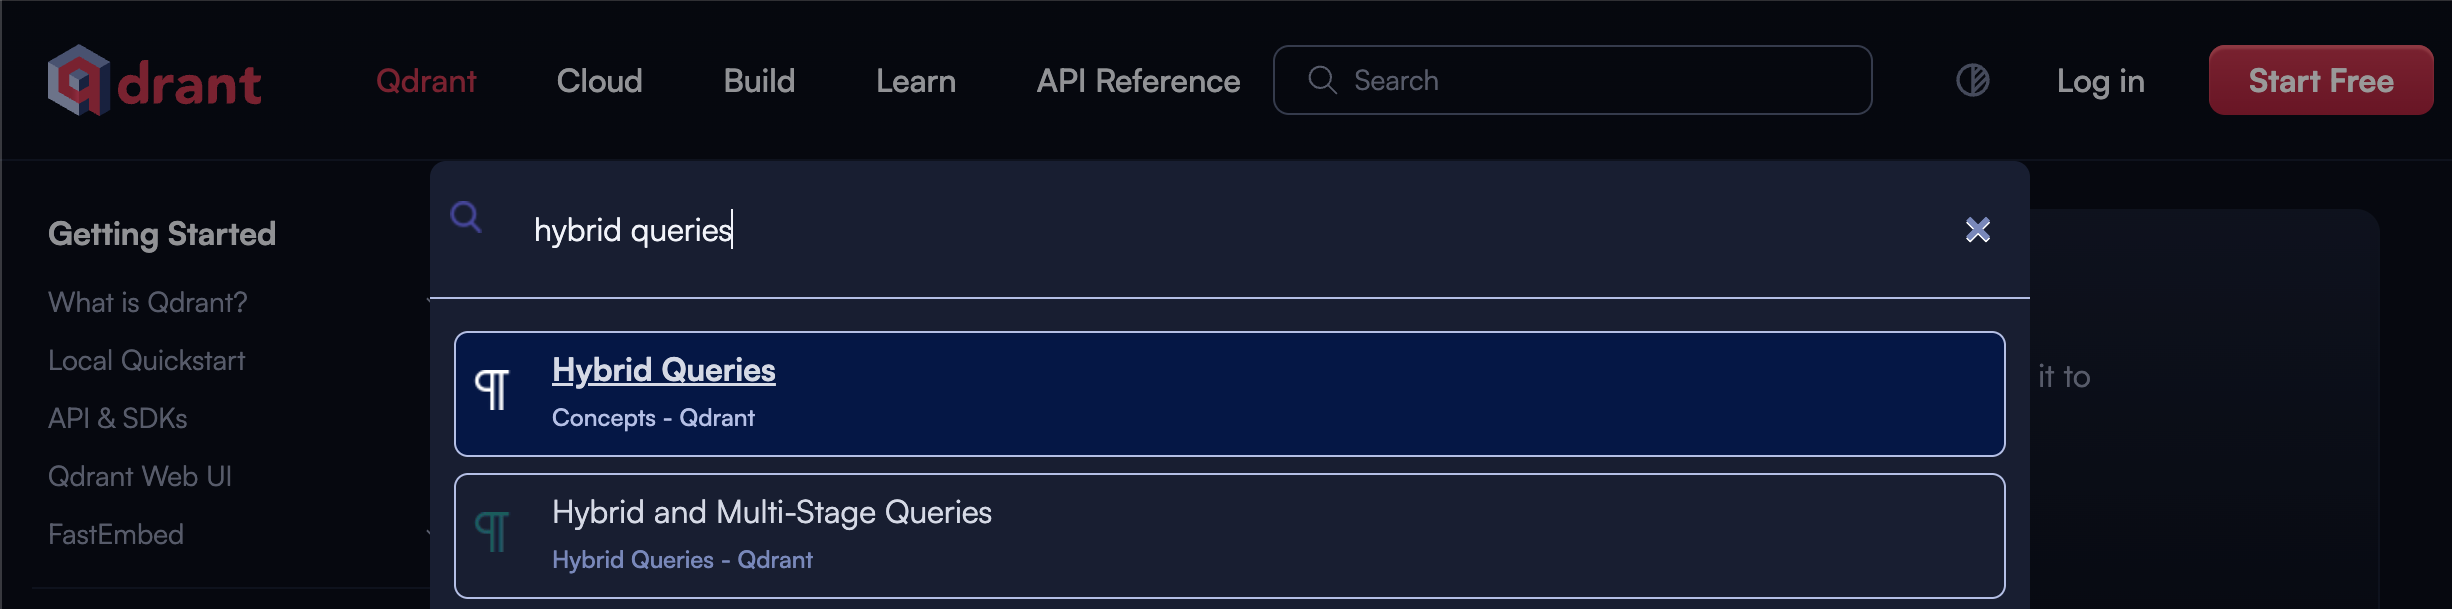 qdrant
Qdrant
Cloud
Build
Learn
API Reference
Search
Log in
Start Free
Getting Started
What is Qdrant?
Local Quickstart
API & SDKs
Qdrant Web UI
FastEmbed
hybrid queries
¶ Hybrid Queries
Concepts - Qdrant
¶ Hybrid and Multi-Stage Queries
Hybrid Queries - Qdrant
it to